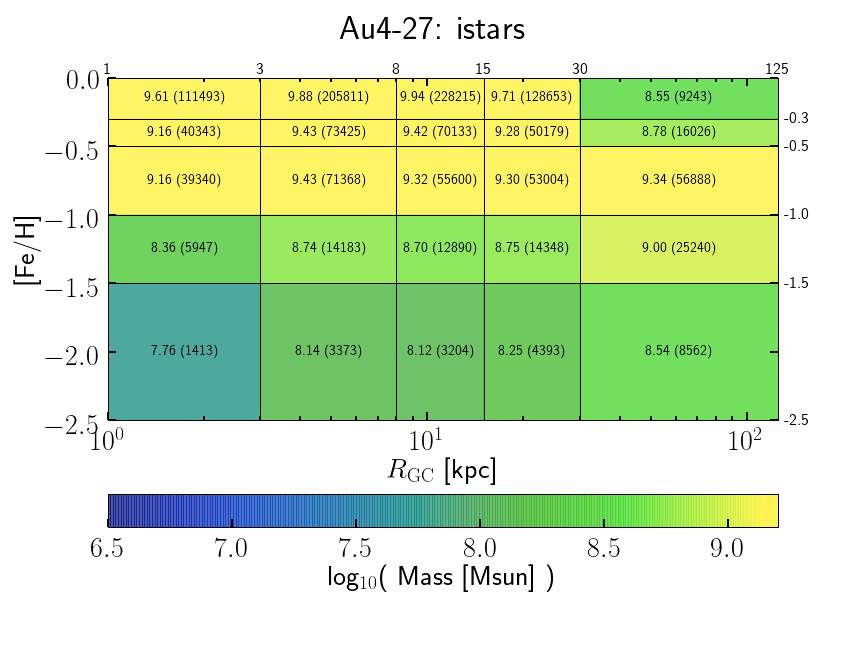 Au4-27: istars
1 3 8 15 30 125
0.0 9.61 (111493) 9.88 (205811) 9.94 (228215) 9.71 (128653) 8.55 (9243)
-0.3
9.16 (40343) 9.43 (73425) 9.42 (70133) 9.28 (50179) 8.78 (16026)
−0.5 -0.5
9.16 (39340) 9.43 (71368) 9.32 (55600) 9.30 (53004) 9.34 (56888)
−1.0 -1.0
[Fe/H]
8.36 (5947) 8.74 (14183) 8.70 (12890) 8.75 (14348) 9.00 (25240)
−1.5 -1.5
−2.0 7.76 (1413) 8.14 (3373) 8.12 (3204) 8.25 (4393) 8.54 (8562)
−2.5 -2.5
10⁰ 10¹ 10²
R_GC [kpc]
6.5 7.0 7.5 8.0 8.5 9.0
log₁₀( Mass [Msun] )